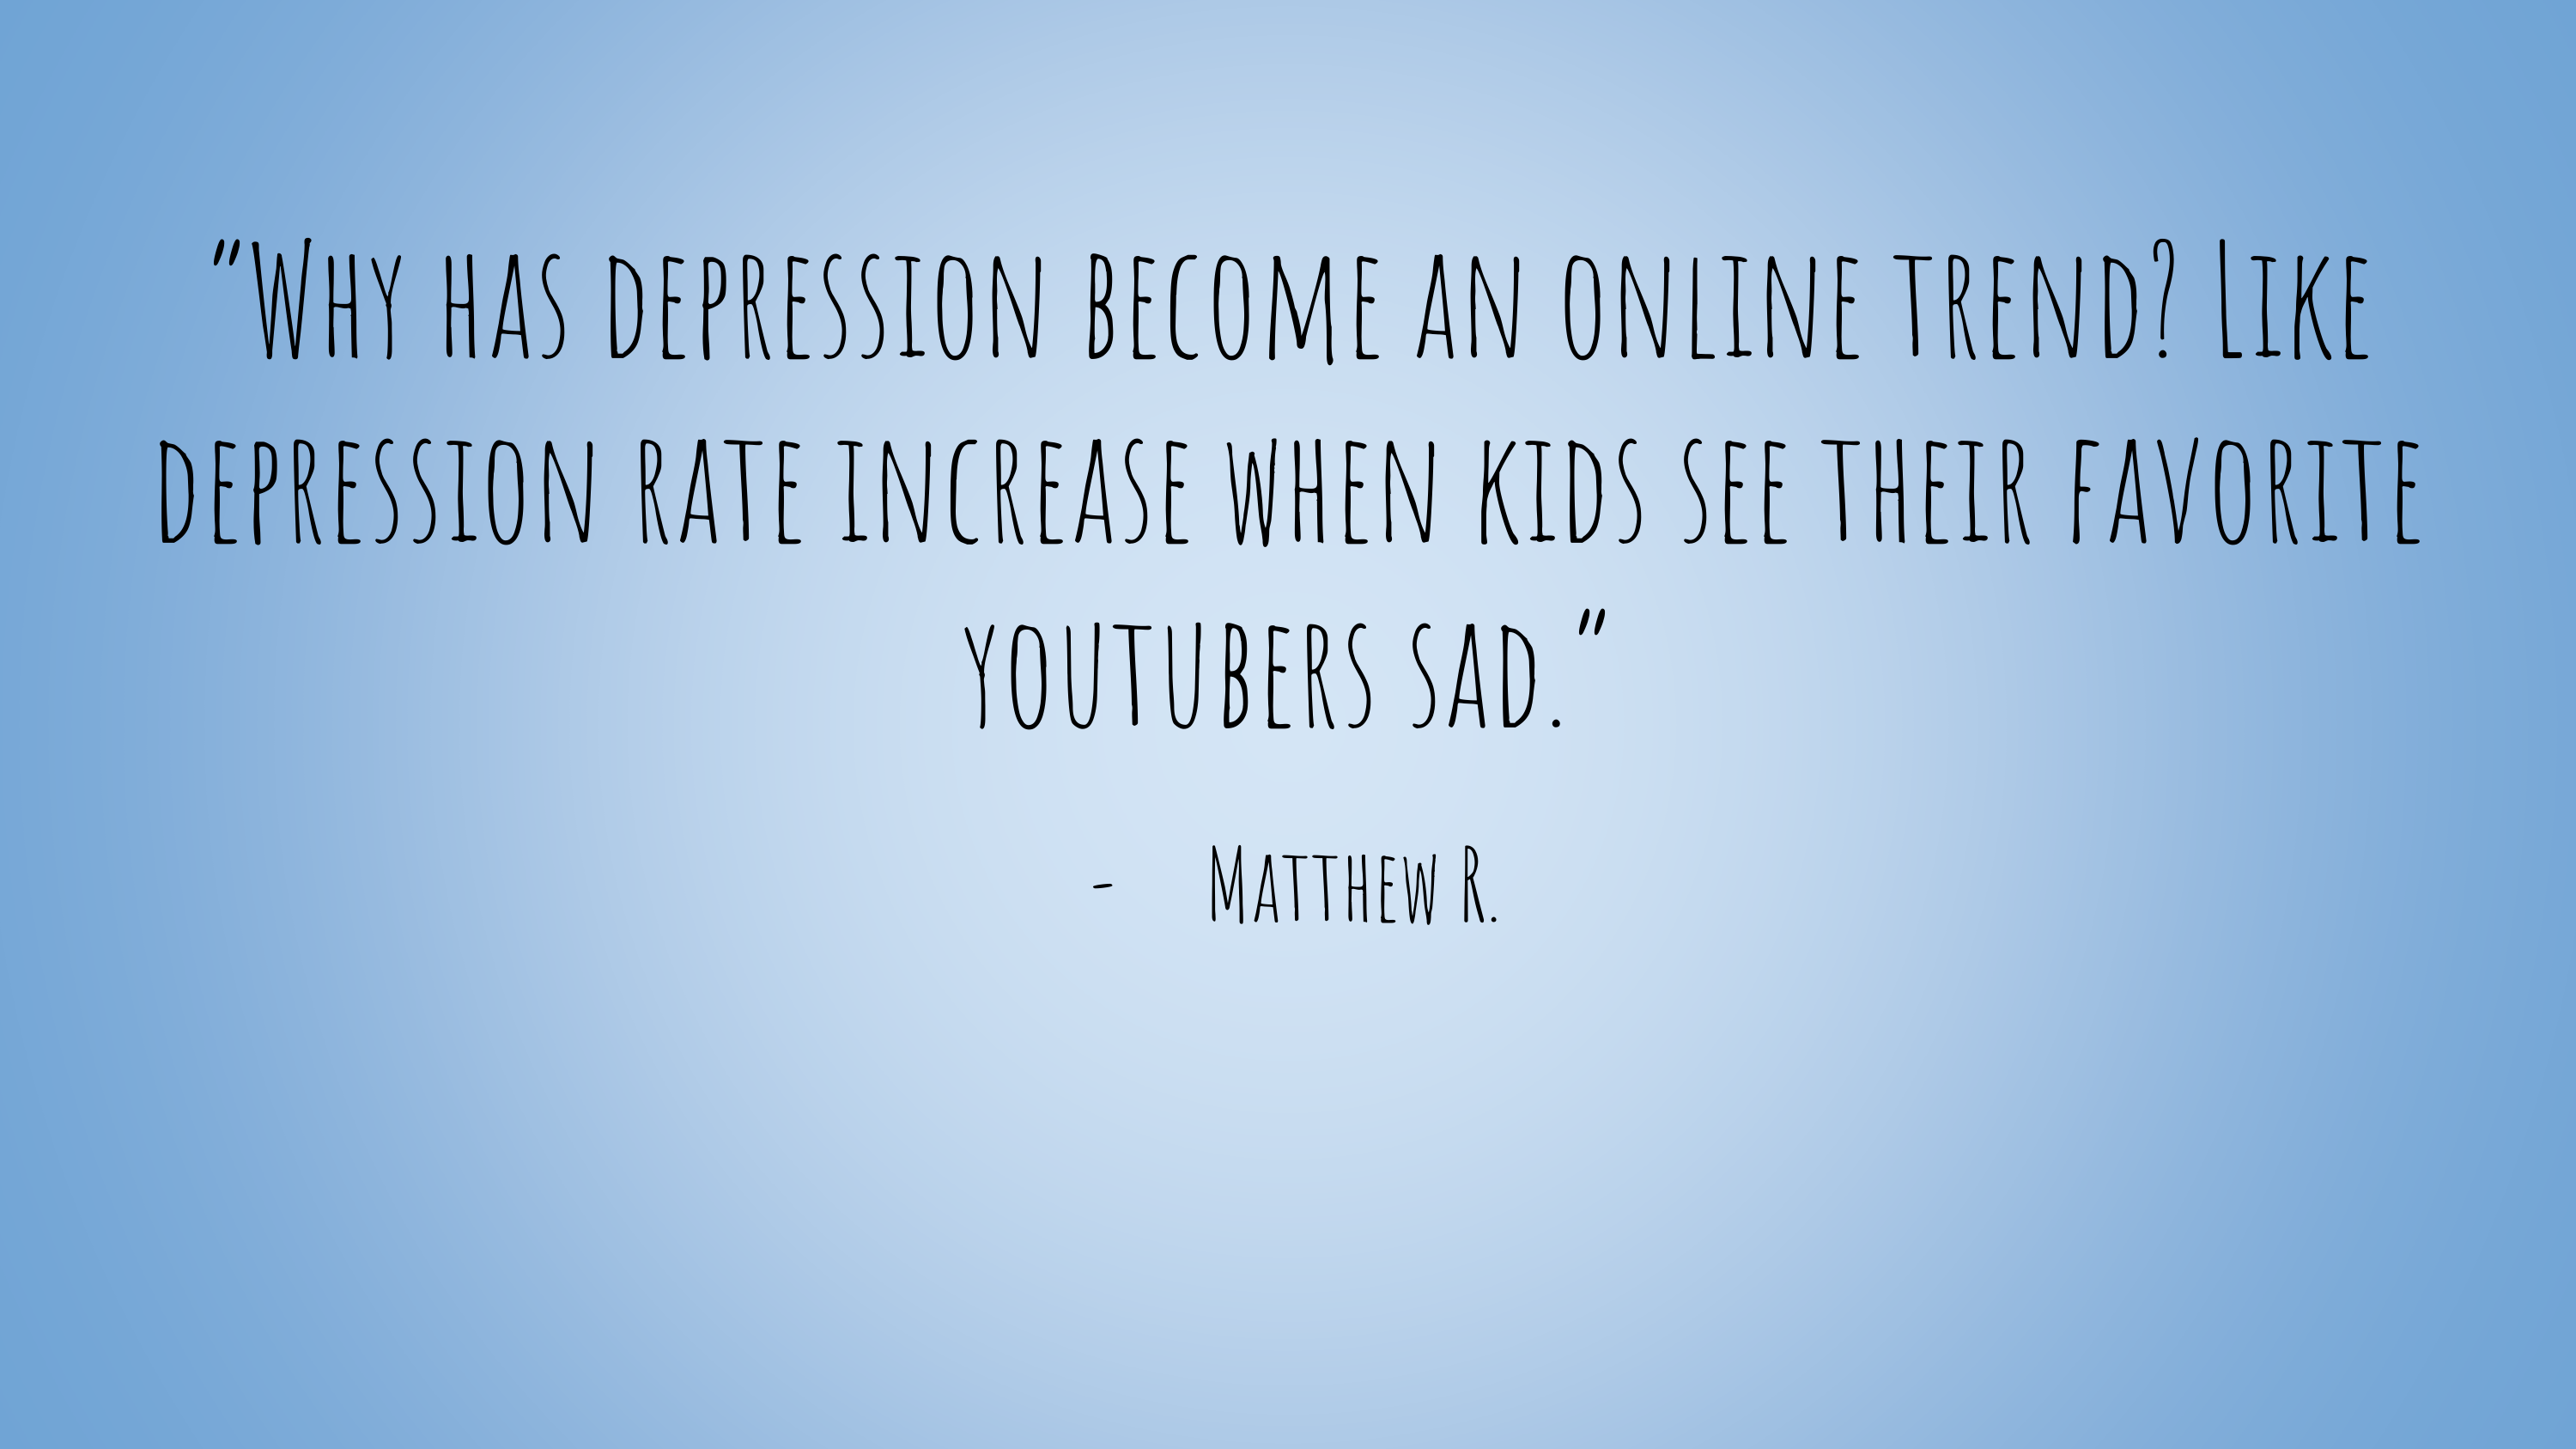 "Why has depression become an online trend? Like
depression rate increase when kids see their favorite
youtubers sad."
- Matthew R.